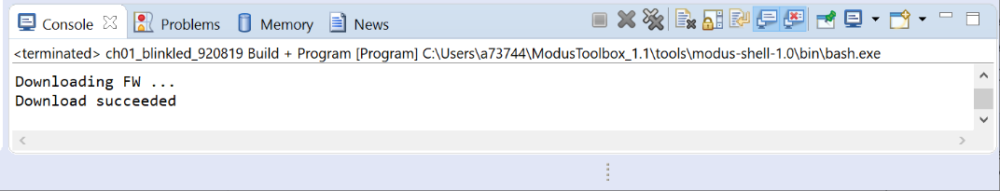 Console Problems Memory News
<terminated> ch01_blinkled_920819 Build + Program [Program] C:\Users\a73744\ModusToolbox_1.1\tools\modus-shell-1.0\bin\bash.exe
Downloading FW ...
Download succeeded